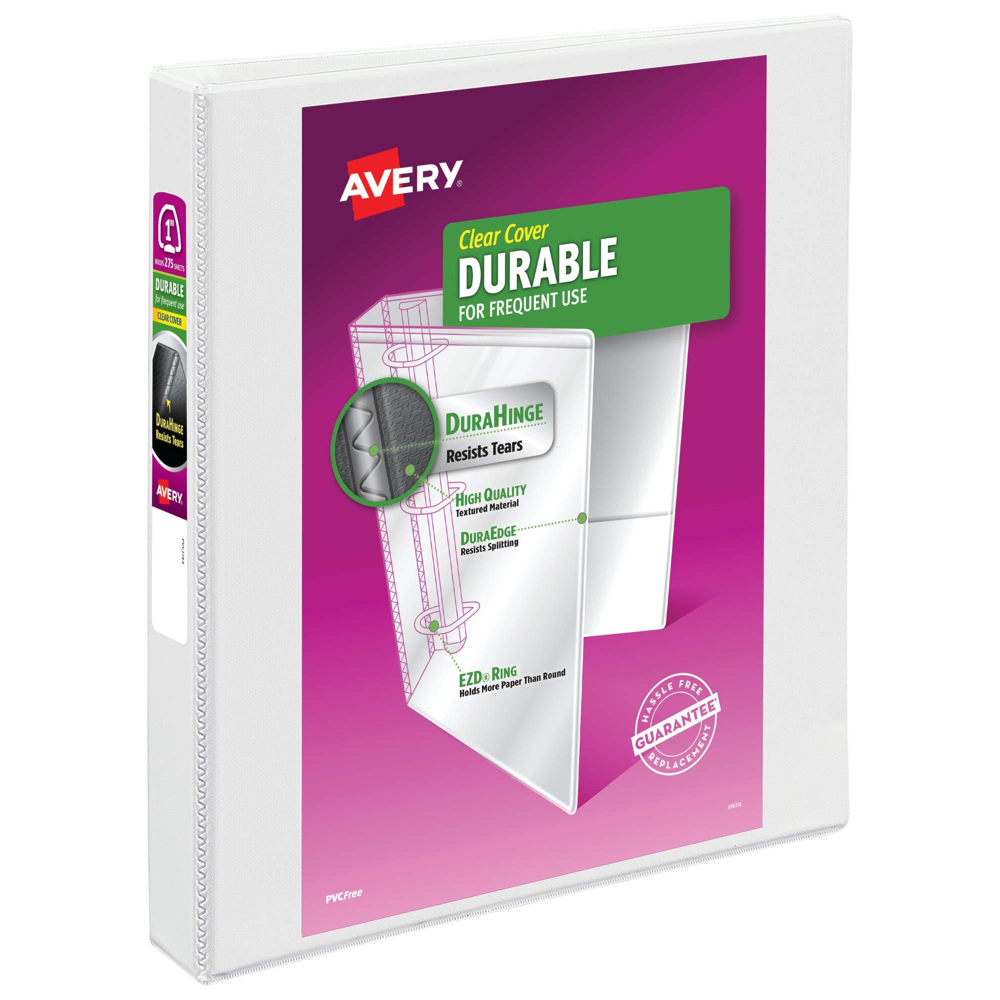 1"
HOLDS 275 SHEETS
DURABLE
for frequent use
CLEAR COVER
DURAHINGE
Resists Tears
AVERY®
PVCFree
AVERY®
Clear Cover
DURABLE
FOR FREQUENT USE
DURAHINGE
Resists Tears
HIGH QUALITY
Textured Material
DURAEDGE
Resists Splitting
EZD® RING
Holds More Paper Than Round
HASSLE FREE
GUARANTEE*
REPLACEMENT
698356
PVCFree